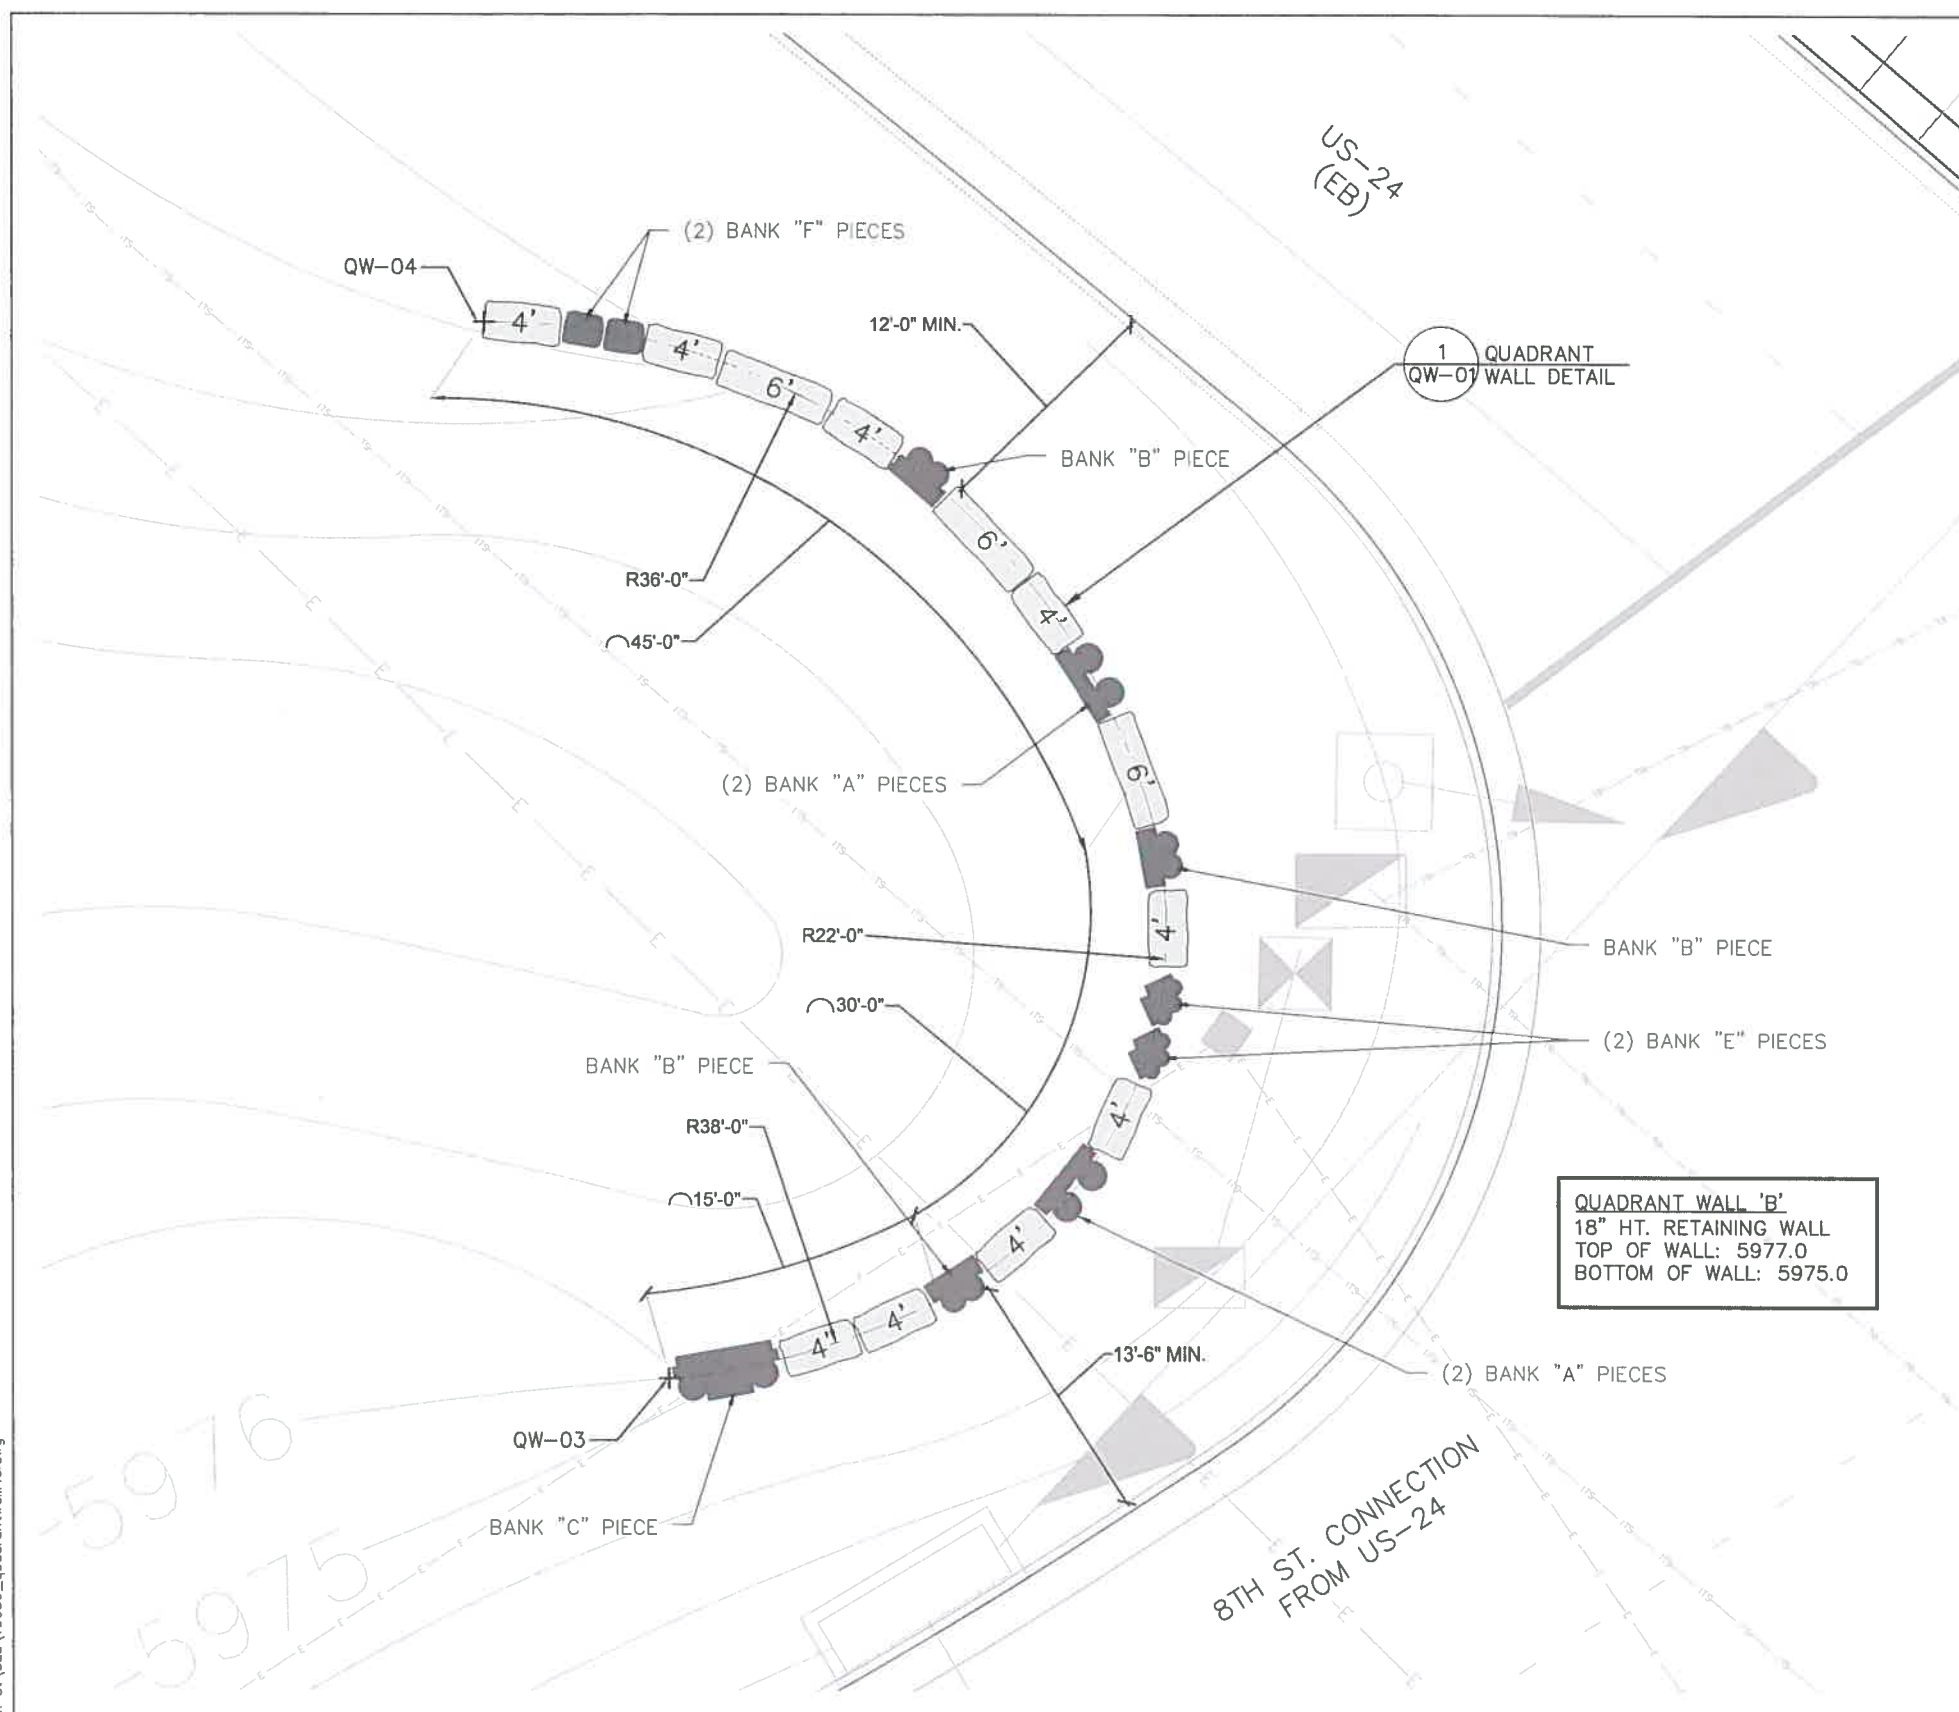 US-24
(EB)
(2) BANK "F" PIECES
QW-04
4'
4'
6'
4'
12'-0" MIN.
1
QW-01
QUADRANT
WALL DETAIL
BANK "B" PIECE
6'
4'
R36'-0"
45'-0"
(2) BANK "A" PIECES
6'
BANK "B" PIECE
4'
R22'-0"
30'-0"
(2) BANK "E" PIECES
BANK "B" PIECE
4'
R38'-0"
15'-0"
4'
4'
4'
QUADRANT WALL 'B'
18" HT. RETAINING WALL
TOP OF WALL: 5977.0
BOTTOM OF WALL: 5975.0
13'-6" MIN.
(2) BANK "A" PIECES
QW-03
BANK "C" PIECE
5976
5975
8TH ST. CONNECTION
FROM US-24